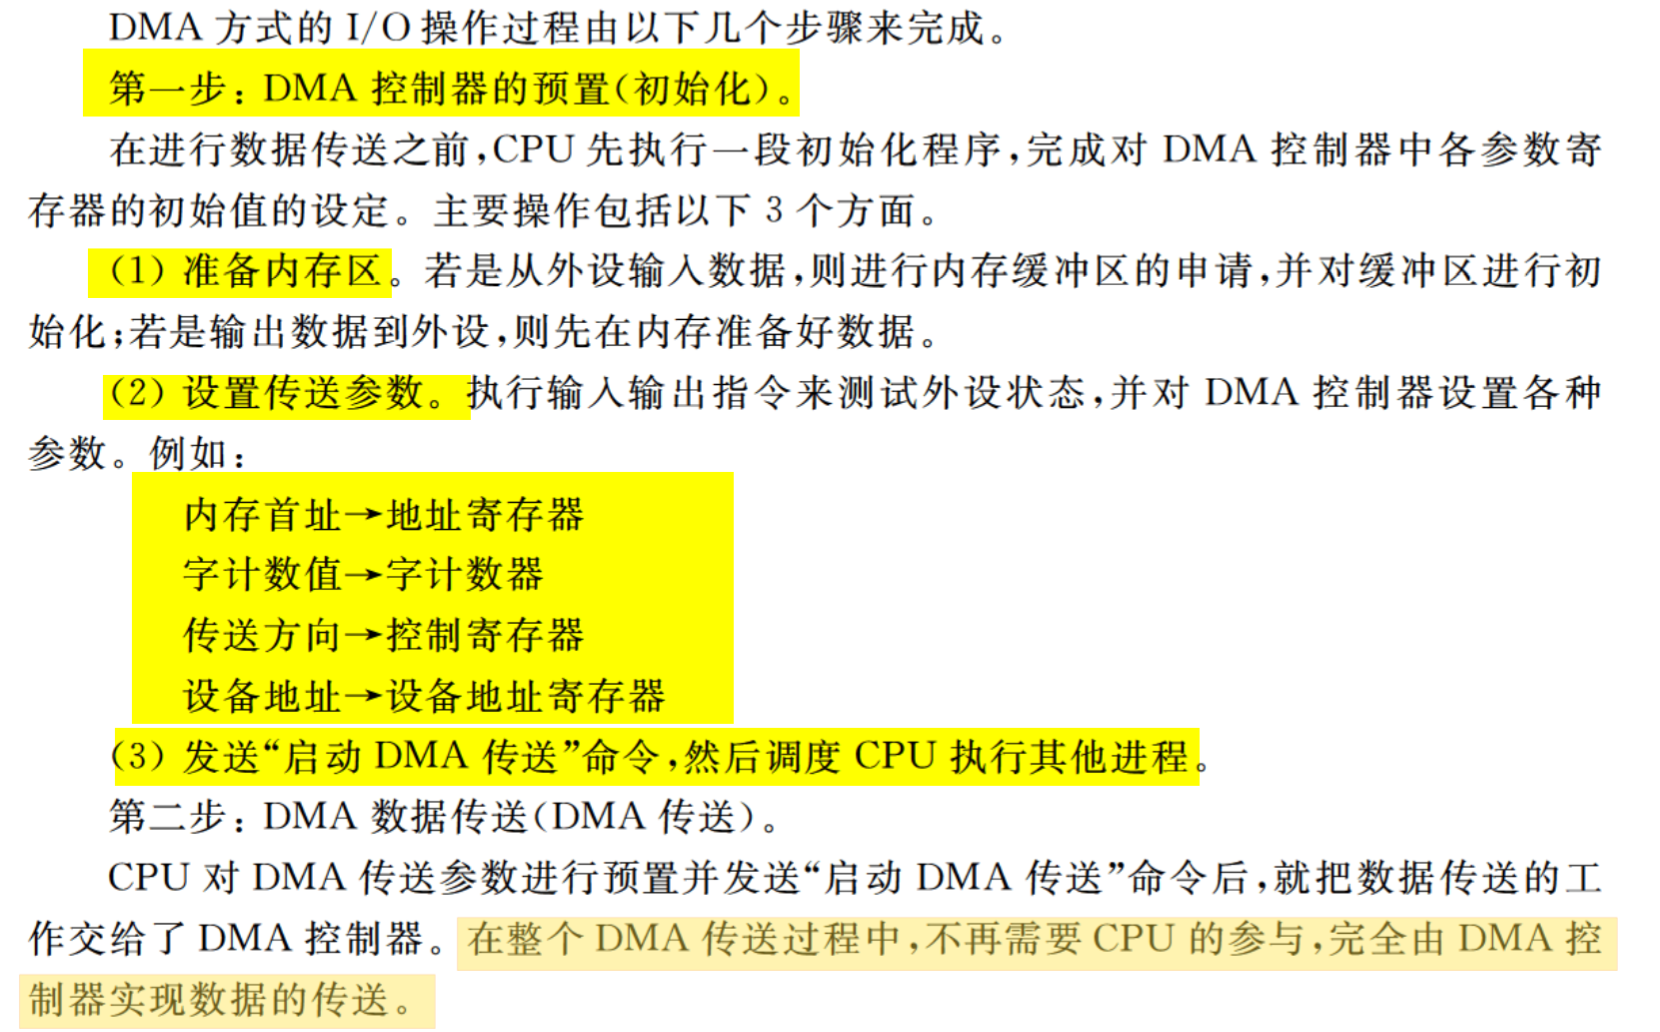 DMA 方式的 I/O 操作过程由以下几个步骤来完成。
第一步：DMA 控制器的预置(初始化)。
在进行数据传送之前,CPU 先执行一段初始化程序,完成对 DMA 控制器中各参数寄
存器的初始值的设定。主要操作包括以下 3 个方面。
(1) 准备内存区。若是从外设输入数据,则进行内存缓冲区的申请,并对缓冲区进行初
始化;若是输出数据到外设,则先在内存准备好数据。
(2) 设置传送参数。执行输入输出指令来测试外设状态,并对 DMA 控制器设置各种
参数。例如：
内存首址→地址寄存器
字计数值→字计数器
传送方向→控制寄存器
设备地址→设备地址寄存器
(3) 发送“启动 DMA 传送”命令,然后调度 CPU 执行其他进程。
第二步：DMA 数据传送(DMA 传送)。
CPU 对 DMA 传送参数进行预置并发送“启动 DMA 传送”命令后,就把数据传送的工
作交给了 DMA 控制器。在整个 DMA 传送过程中,不再需要 CPU 的参与,完全由 DMA 控
制器实现数据的传送。